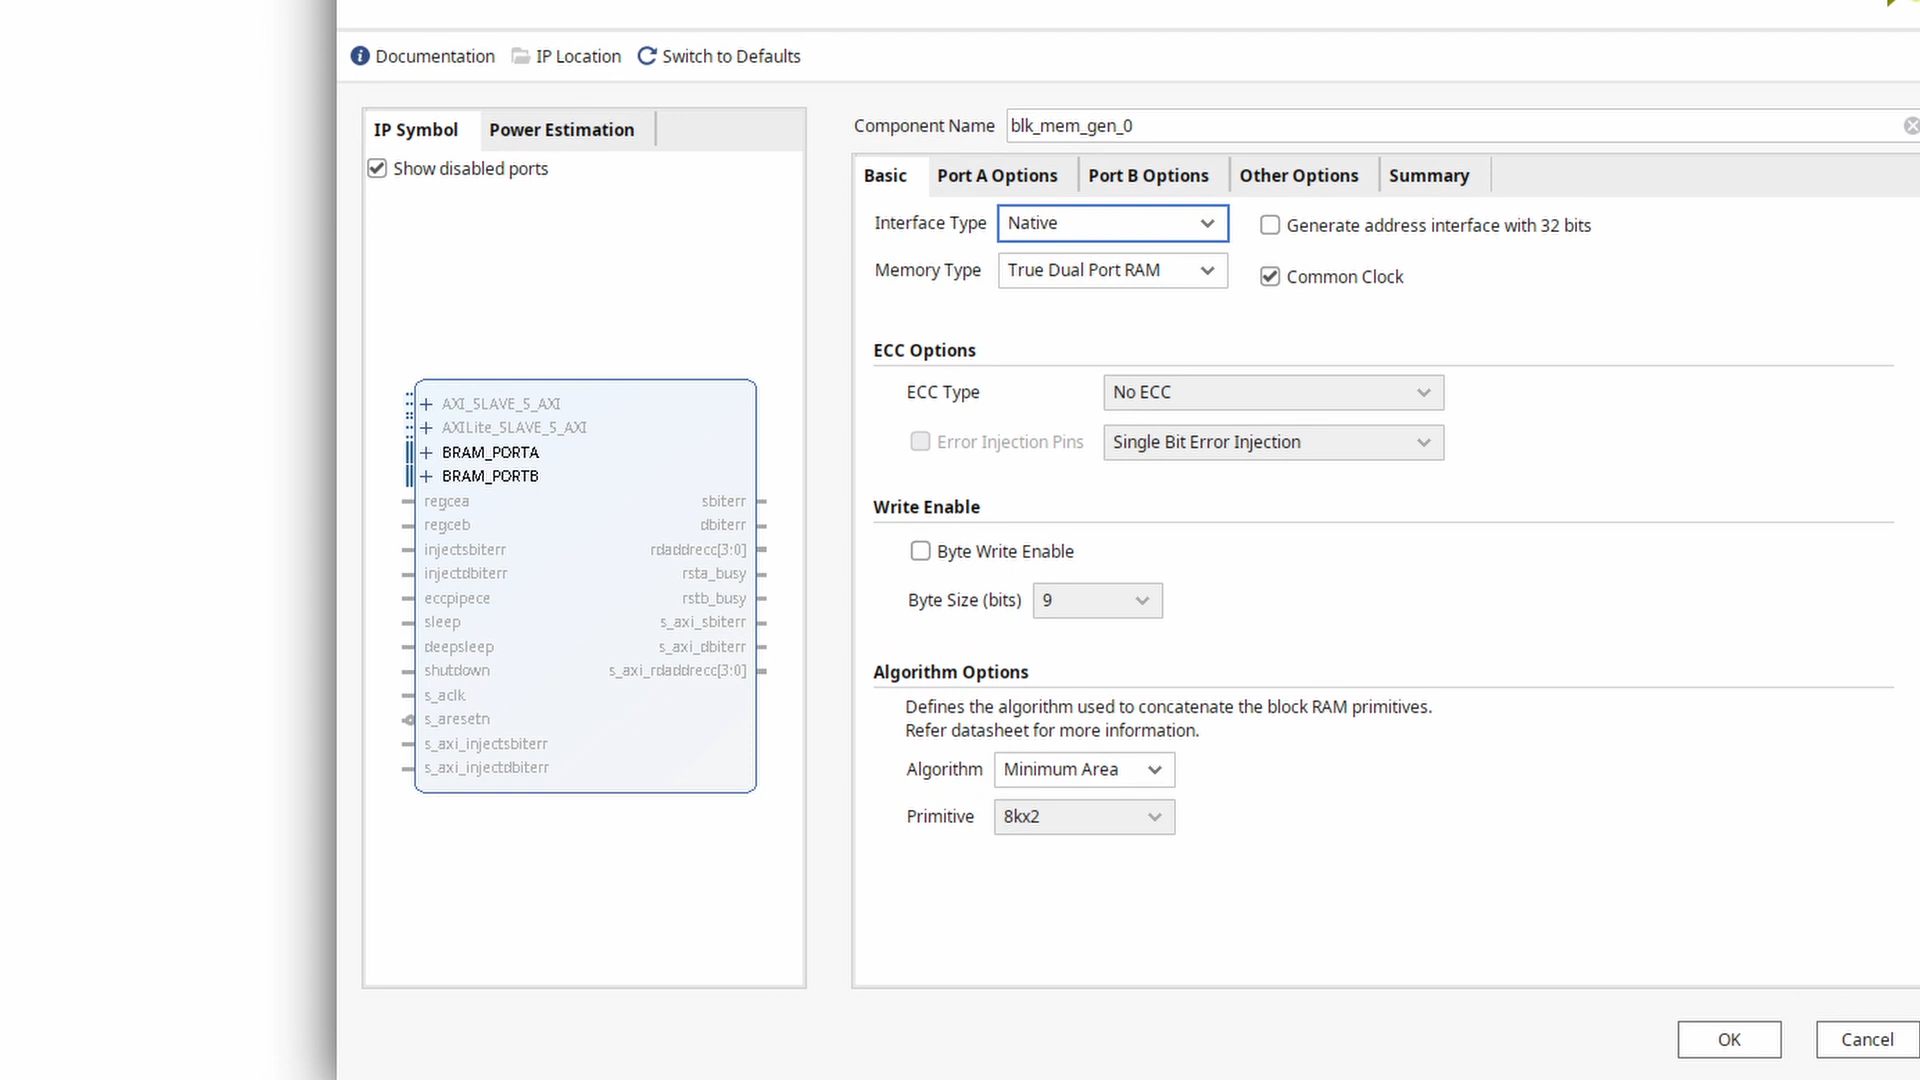 Documentation IP Location Switch to Defaults
IP Symbol Power Estimation
Show disabled ports
AXI_SLAVE_S_AXI
AXILite_SLAVE_S_AXI
BRAM_PORTA
BRAM_PORTB
regcea sbiterr
regceb dbiterr
injectsbiterr rdaddrecc[3:0]
injectdbiterr rsta_busy
eccpipece rstb_busy
sleep s_axi_sbiterr
deepsleep s_axi_dbiterr
shutdown s_axi_rdaddrecc[3:0]
s_aclk
s_aresetn
s_axi_injectsbiterr
s_axi_injectdbiterr
Component Name blk_mem_gen_0
Basic Port A Options Port B Options Other Options Summary
Interface Type Native Generate address interface with 32 bits
Memory Type True Dual Port RAM Common Clock
ECC Options
ECC Type No ECC
Error Injection Pins Single Bit Error Injection
Write Enable
Byte Write Enable
Byte Size (bits) 9
Algorithm Options
Defines the algorithm used to concatenate the block RAM primitives.
Refer datasheet for more information.
Algorithm Minimum Area
Primitive 8kx2
OK Cancel